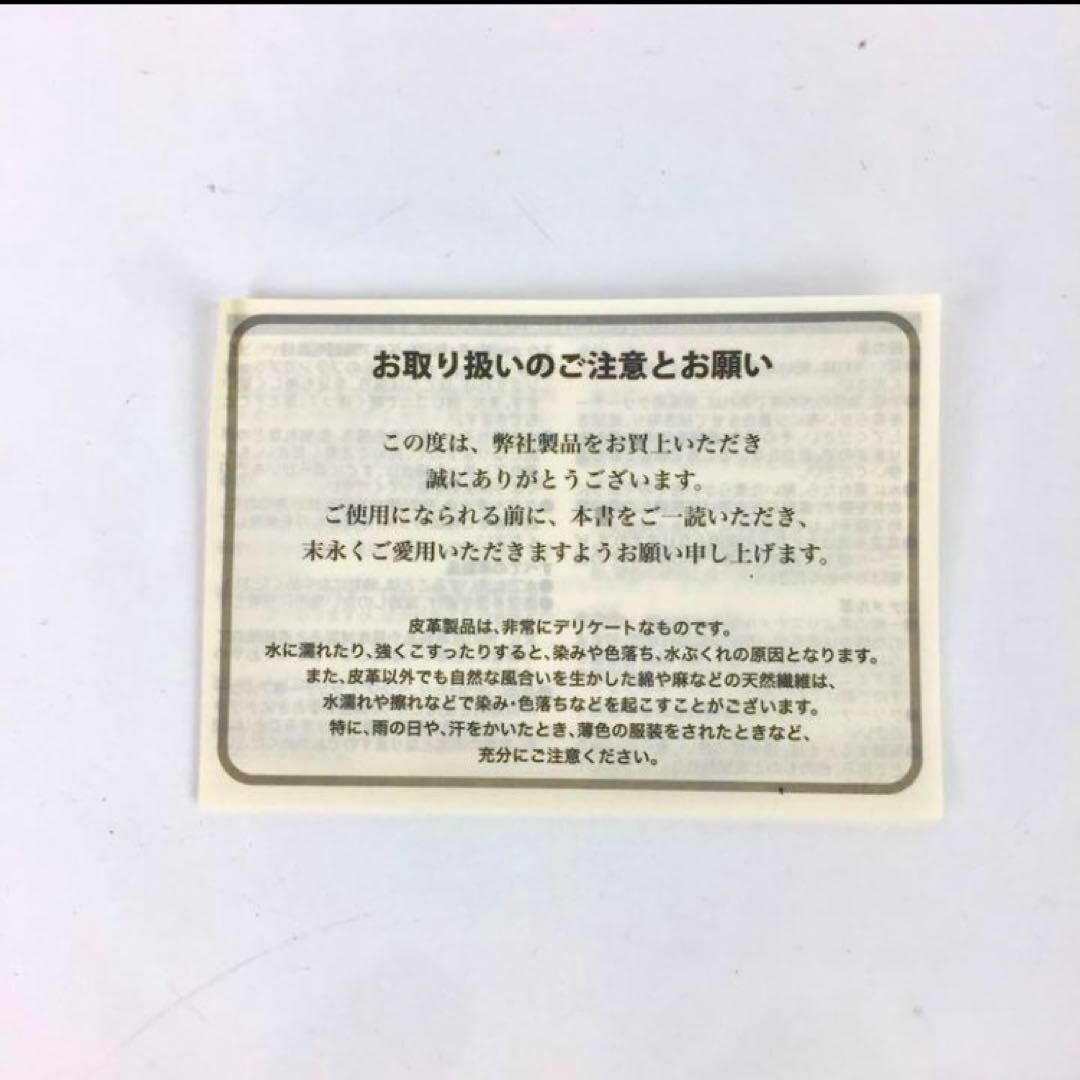 お取り扱いのご注意とお願い
この度は、弊社製品をお買上いただき
誠にありがとうございます。
ご使用になられる前に、本書をご一読いただき、
末永くご愛用いただきますようお願い申し上げます。
皮革製品は、非常にデリケートなものです。
水に濡れたり、強くこすったりすると、染みや色落ち、水ぶくれの原因となります。
また、皮革以外でも自然な風合いを生かした綿や麻などの天然繊維は、
水濡れや擦れなどで染み・色落ちなどを起こすことがございます。
特に、雨の日や、汗をかいたとき、薄色の服装をされたときなど、
充分にご注意ください。